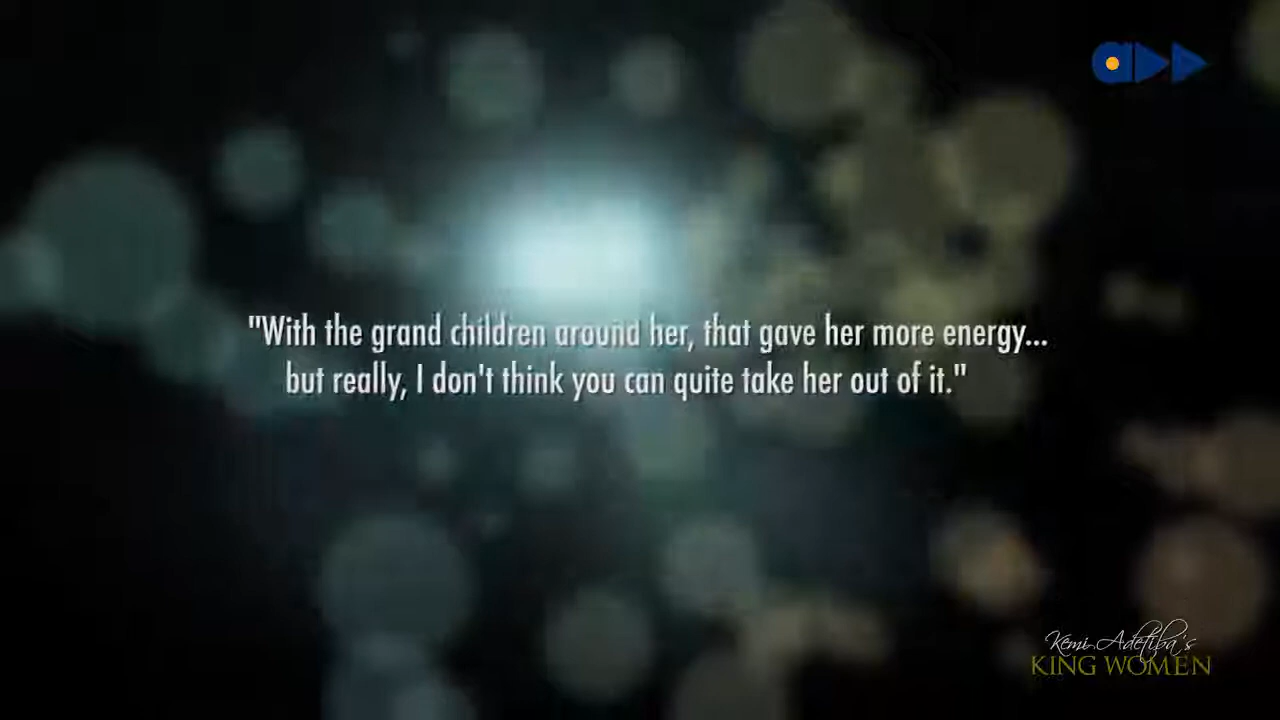 "With the grand children around her, that gave her more energy...
but really, I don't think you can quite take her out of it."
Kemi Adetiba's
KING WOMEN